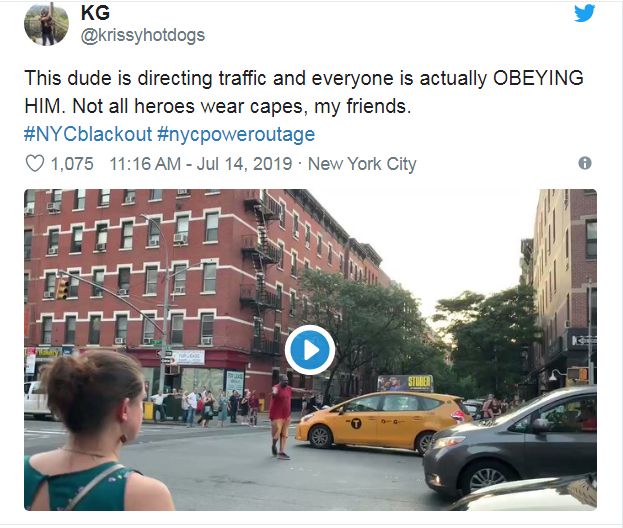 KG
@krissyhotdogs
This dude is directing traffic and everyone is actually OBEYING
HIM. Not all heroes wear capes, my friends.
#NYCblackout #nycpoweroutage
1,075 11:16 AM - Jul 14, 2019 · New York City
STUBER
T